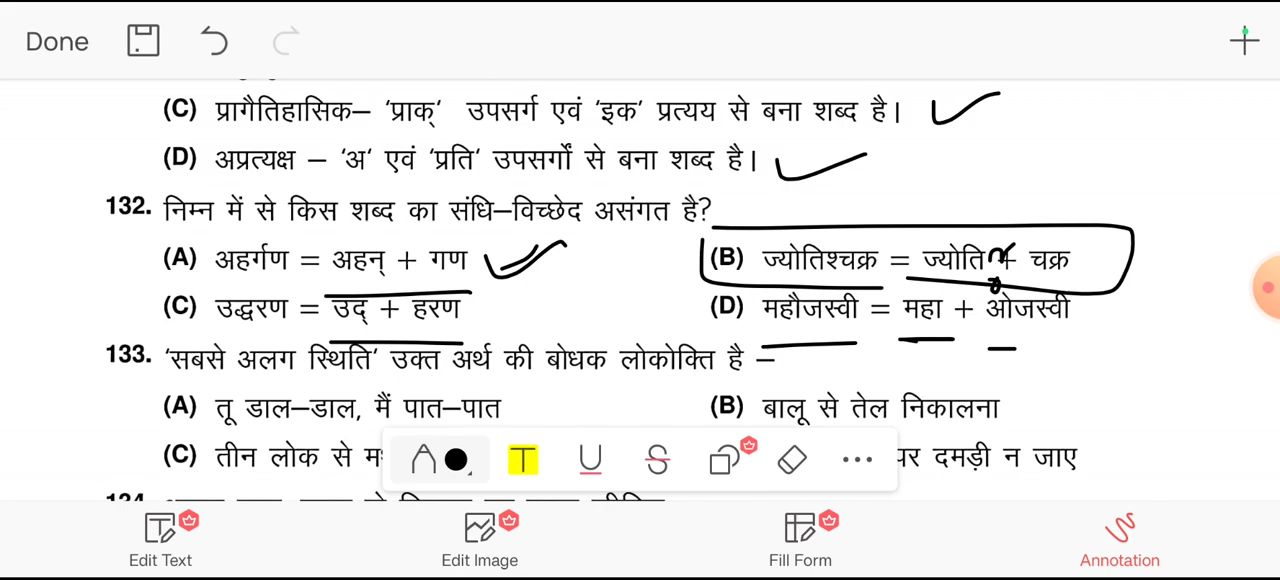 Done
(C) प्रागैतिहासिक– ‘प्राक्’ उपसर्ग एवं ‘इक’ प्रत्यय से बना शब्द है।
(D) अप्रत्यक्ष – ‘अ’ एवं ‘प्रति’ उपसर्गों से बना शब्द है।
132. निम्न में से किस शब्द का संधि–विच्छेद असंगत है?
(A) अहर्गण = अहन् + गण (B) ज्योतिश्चक्र = ज्योति + चक्र
(C) उद्धरण = उद् + हरण (D) महौजस्वी = महा + ओजस्वी
133. ‘सबसे अलग स्थिति’ उक्त अर्थ की बोधक लोकोक्ति है –
(A) तू डाल–डाल, मैं पात–पात (B) बालू से तेल निकालना
(C) तीन लोक से पर दमड़ी न जाए
Edit Text Edit Image Fill Form Annotation